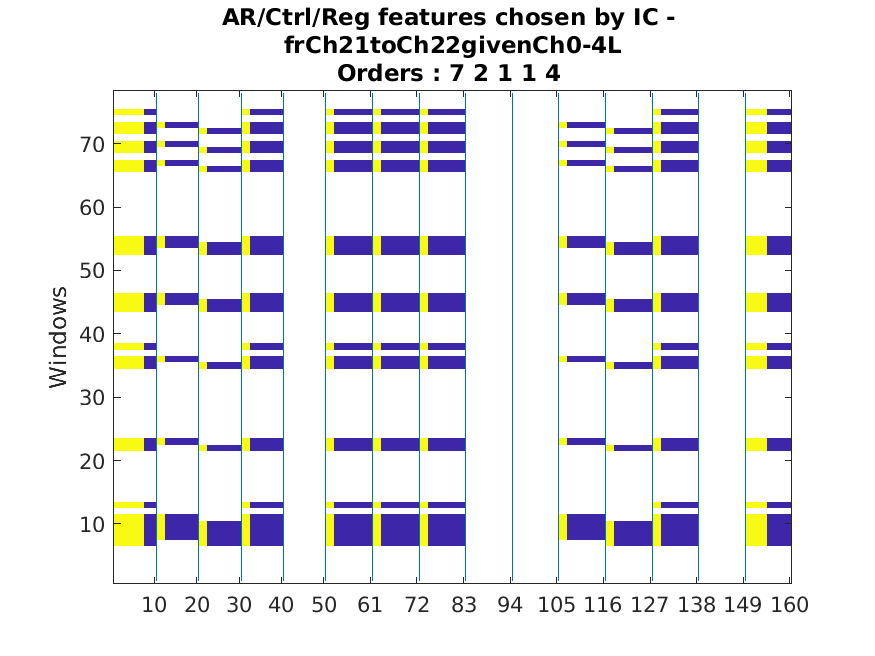 AR/Ctrl/Reg features chosen by IC -
frCh21toCh22givenCh0-4L
Orders : 7 2 1 1 4
Windows
70
60
50
40
30
20
10
10 20 30 40 50 61 72 83 94 105 116 127 138 149 160